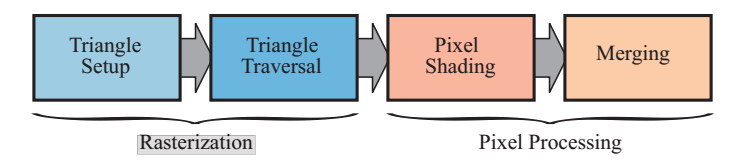 Triangle
Setup
Triangle
Traversal
Pixel
Shading
Merging
Rasterization
Pixel Processing